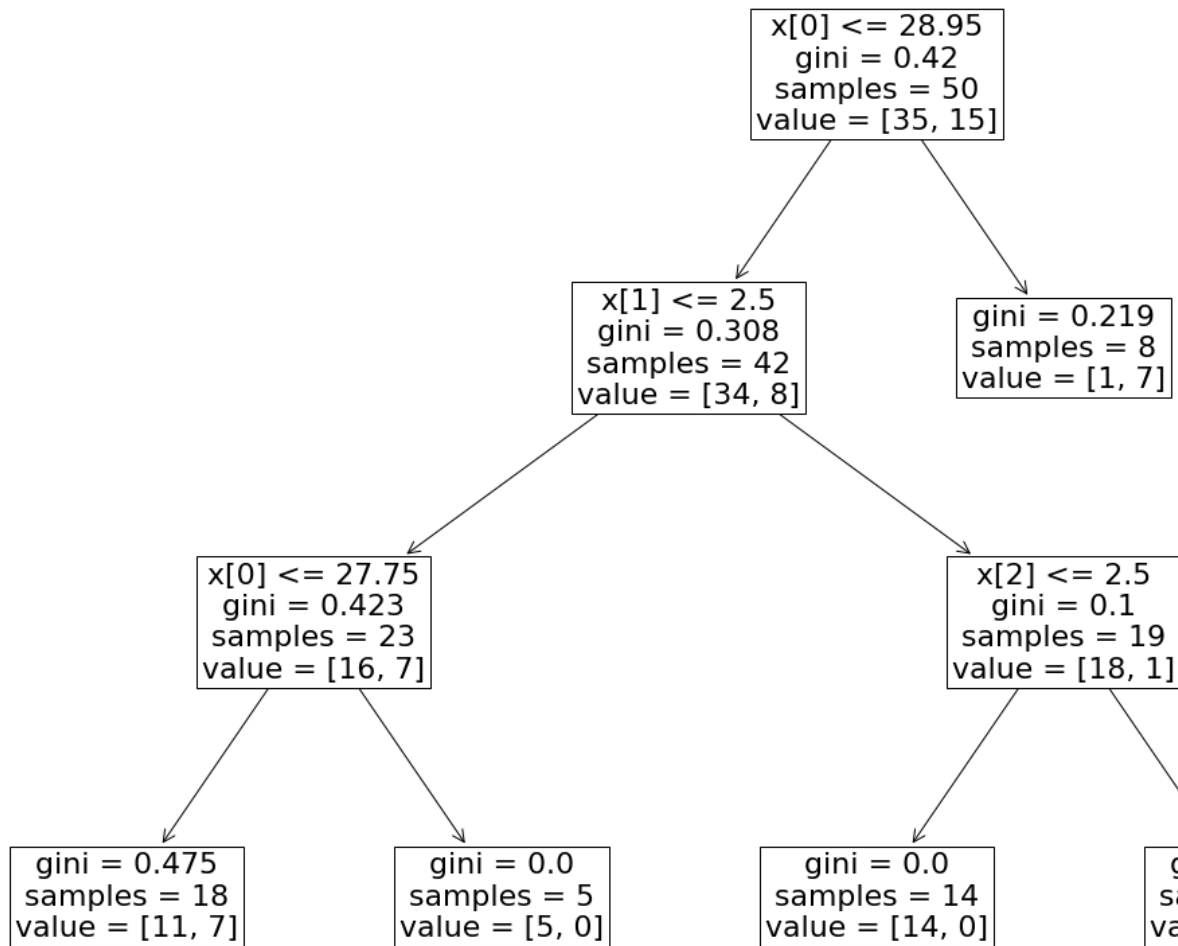 x[0] <= 28.95
gini = 0.42
samples = 50
value = [35, 15]
x[1] <= 2.5
gini = 0.308
samples = 42
value = [34, 8]
gini = 0.219
samples = 8
value = [1, 7]
x[0] <= 27.75
gini = 0.423
samples = 23
value = [16, 7]
x[2] <= 2.5
gini = 0.1
samples = 19
value = [18, 1]
gini = 0.475
samples = 18
value = [11, 7]
gini = 0.0
samples = 5
value = [5, 0]
gini = 0.0
samples = 14
value = [14, 0]